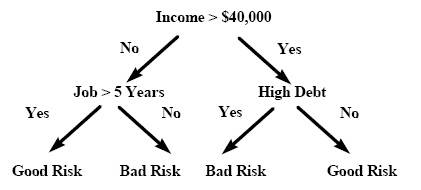 Income > $40,000
No
Yes
Job > 5 Years
High Debt
Yes
No
Yes
No
Good Risk
Bad Risk
Bad Risk
Good Risk